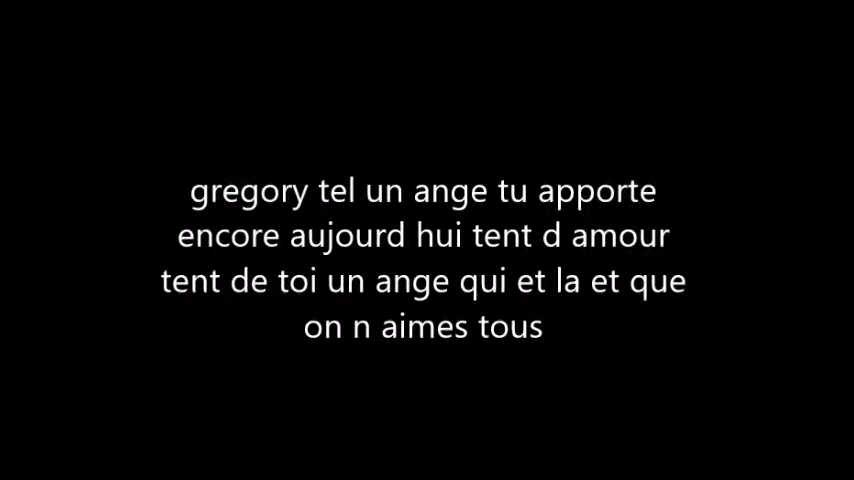 gregory tel un ange tu apporte
encore aujourd hui tent d amour
tent de toi un ange qui et la et que
on n aimes tous